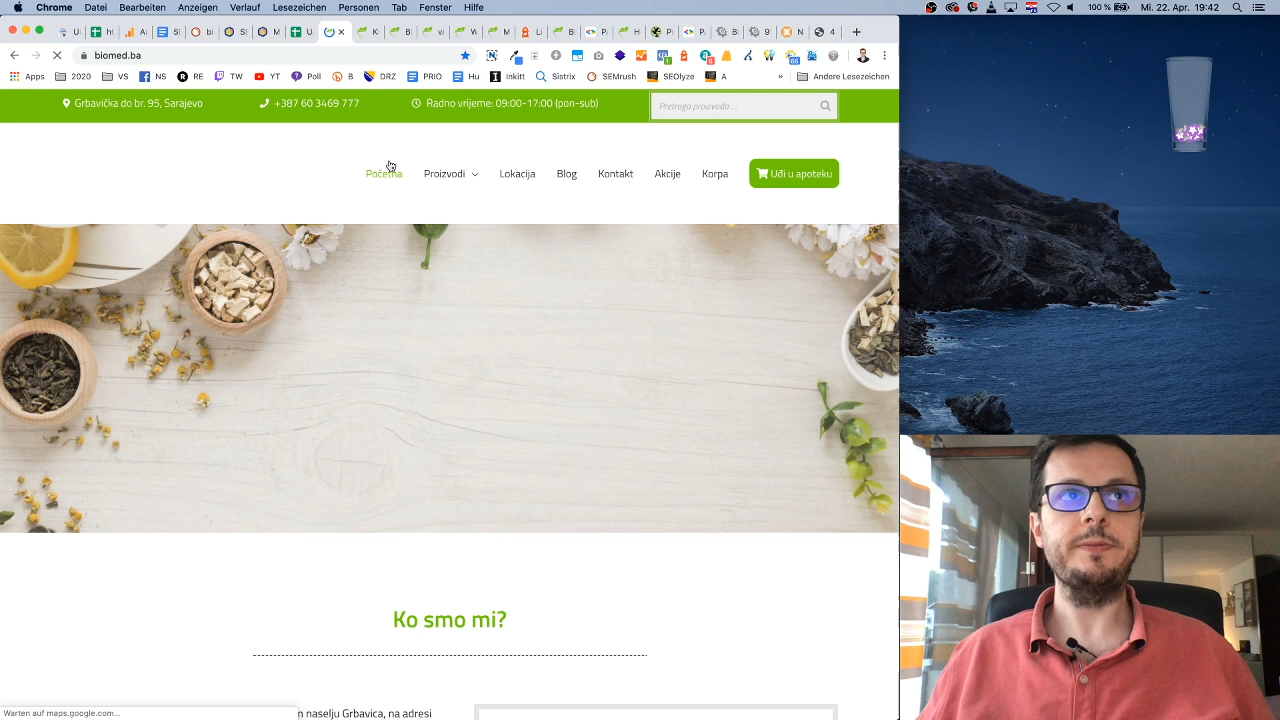 Chrome Datei Bearbeiten Anzeigen Verlauf Lesezeichen Personen Tab Fenster Hilfe 100 % Mi. 22. Apr. 19:42
biomed.ba
Apps 2020 VS NS RE TW YT Poll B DRZ PRIO Hu Inkitt Sistrix SEMrush SEOlyze A » Andere Lesezeichen
Grbavička do br. 95, Sarajevo +387 60 3469 777 Radno vrijeme: 09:00-17:00 (pon-sub) Pretraga proizvoda ...
Početna Proizvodi Lokacija Blog Kontakt Akcije Korpa Uđi u apoteku
Ko smo mi?
Warten auf maps.google.com...
m naselju Grbavica, na adresi